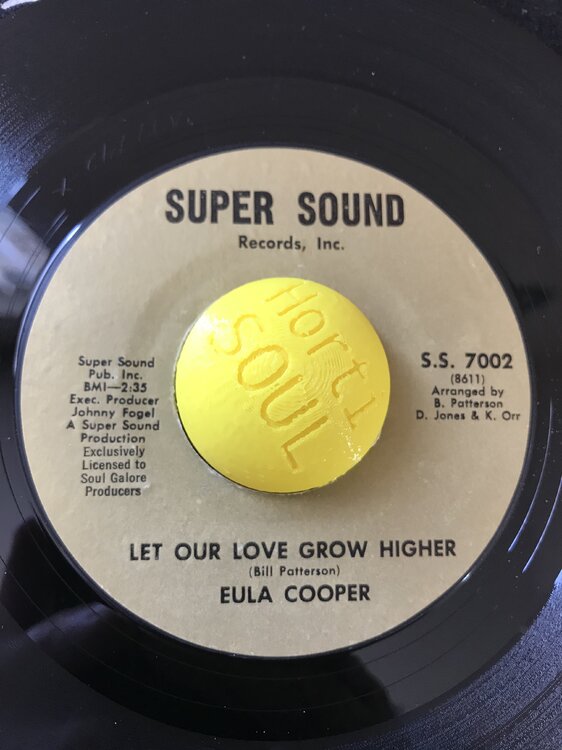 SUPER SOUND
Records, Inc.
Horti
SOUL
Super Sound
Pub. Inc.
BMI—2:35
Exec. Producer
Johnny Fogel
A Super Sound
Production
Exclusively
Licensed to
Soul Galore
Producers
S.S. 7002
(8611)
Arranged by
B. Patterson
D. Jones & K. Orr
LET OUR LOVE GROW HIGHER
(Bill Patterson)
EULA COOPER